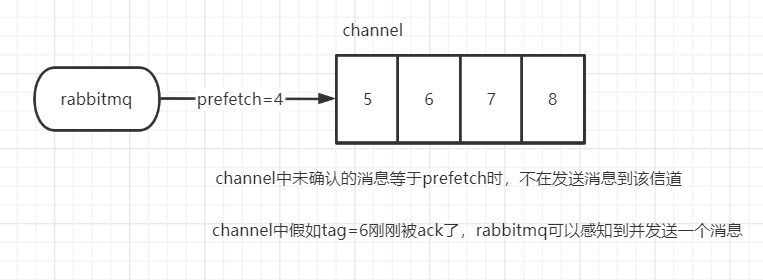 channel
rabbitmq
prefetch=4
5
6
7
8
channel中未确认的消息等于prefetch时，不在发送消息到该信道
channel中假如tag=6刚刚被ack了，rabbitmq可以感知到并发送一个消息